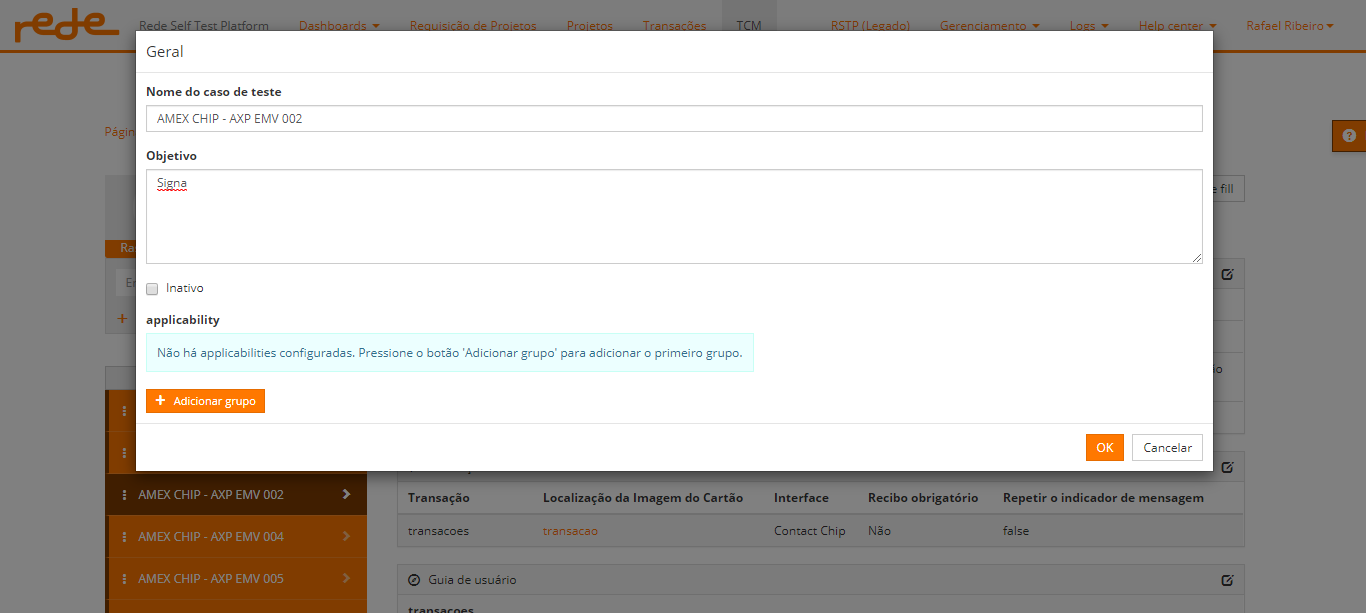 rede Rede Self Test Platform Dashboards Requisição de Projetos Projetos Transações TCM RSTP (Legado) Gerenciamento Logs Help center Rafael Ribeiro
Geral
Nome do caso de teste
AMEX CHIP - AXP EMV 002
Págin
Objetivo
Signa
e fill
Ra
Inativo
applicability
Não há applicabilities configuradas. Pressione o botão 'Adicionar grupo' para adicionar o primeiro grupo.
Adicionar grupo
OK Cancelar
AMEX CHIP - AXP EMV 002
AMEX CHIP - AXP EMV 004
AMEX CHIP - AXP EMV 005
Transação Localização da Imagem do Cartão Interface Recibo obrigatório Repetir o indicador de mensagem
transacoes transacao Contact Chip Não false
Guia de usuário
transacoes